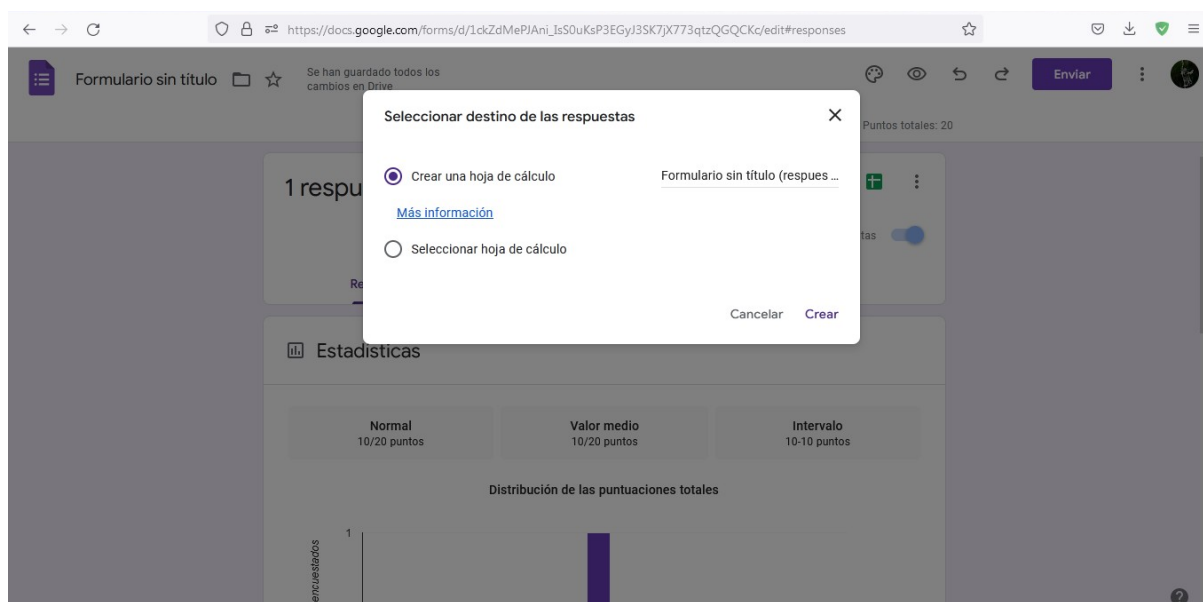 https://docs.google.com/forms/d/1ckZdMePJAni_IsS0uKsP3EGyJ3SK7jX773qtzQGQCKc/edit#responses
Formulario sin título
Se han guardado todos los
cambios en Drive
Enviar
Puntos totales: 20
Seleccionar destino de las respuestas
Crear una hoja de cálculo
Formulario sin título (respues ...
Más información
Seleccionar hoja de cálculo
Cancelar
Crear
1 respu
tas
Re
Estadísticas
Normal
10/20 puntos
Valor medio
10/20 puntos
Intervalo
10-10 puntos
Distribución de las puntuaciones totales
1
encuestados